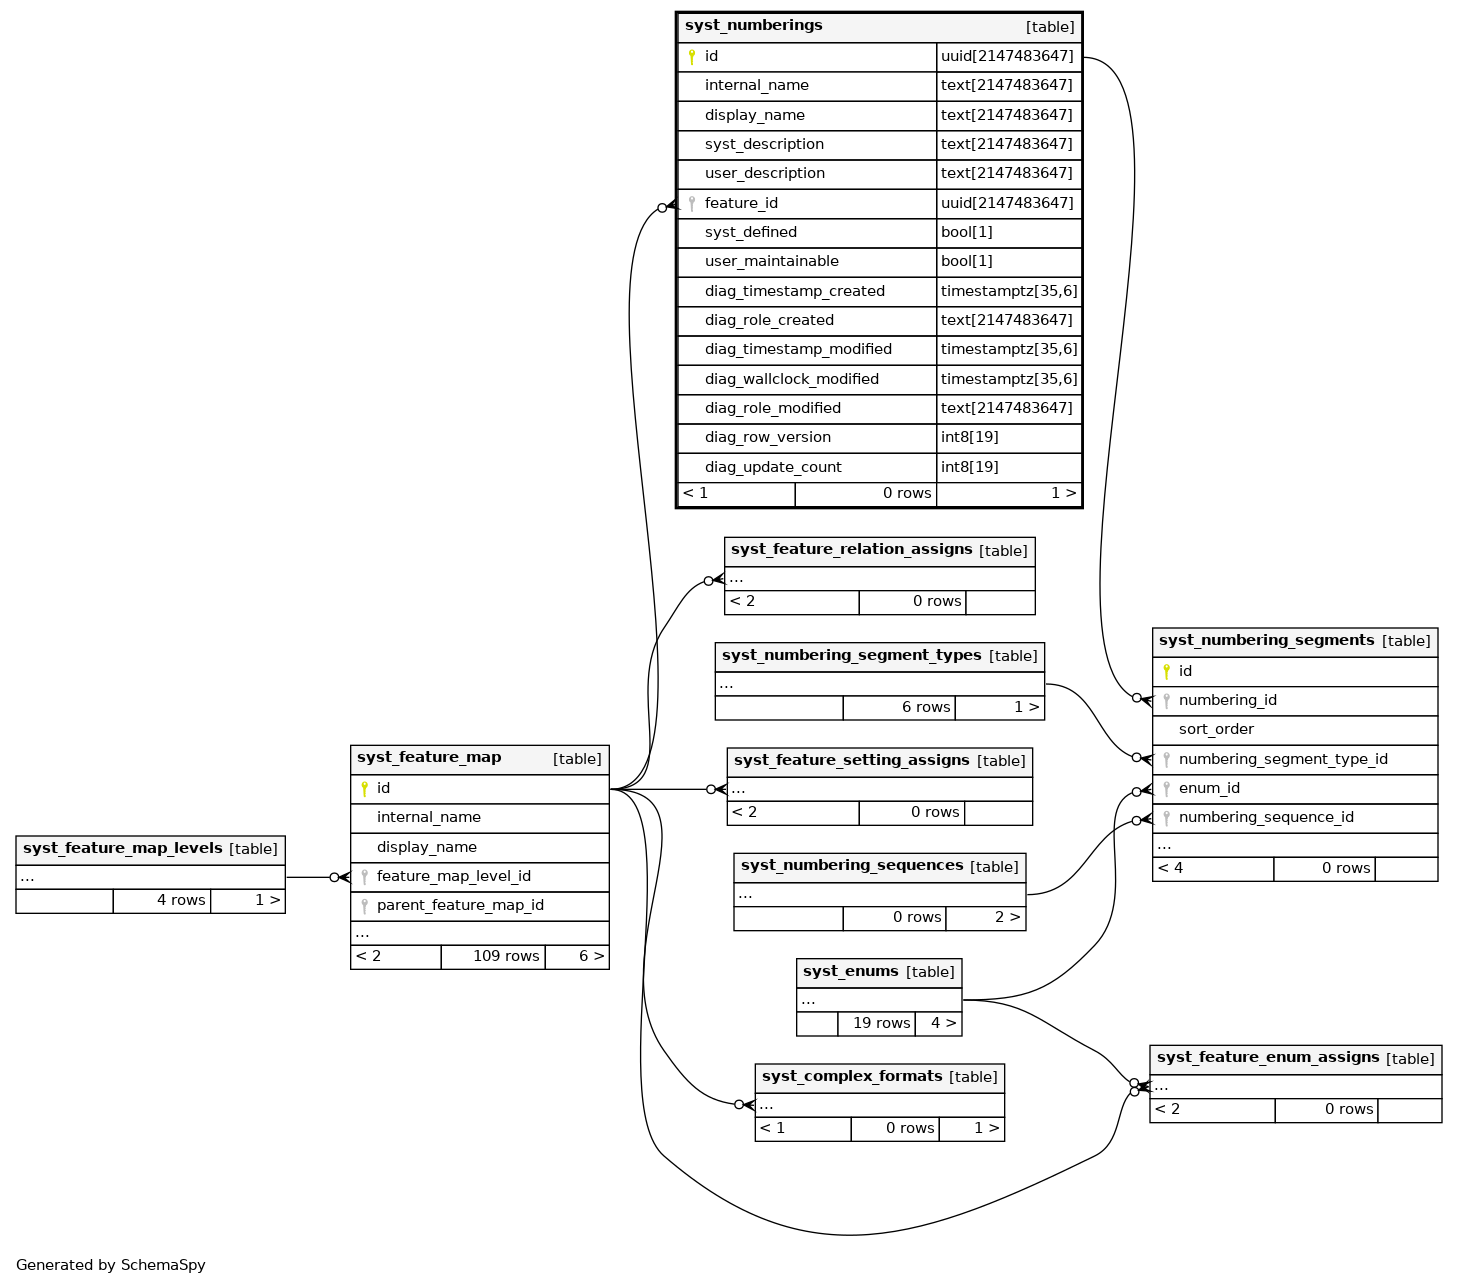 syst_numberings [table]
id uuid[2147483647]
internal_name text[2147483647]
display_name text[2147483647]
syst_description text[2147483647]
user_description text[2147483647]
feature_id uuid[2147483647]
syst_defined bool[1]
user_maintainable bool[1]
diag_timestamp_created timestamptz[35,6]
diag_role_created text[2147483647]
diag_timestamp_modified timestamptz[35,6]
diag_wallclock_modified timestamptz[35,6]
diag_role_modified text[2147483647]
diag_row_version int8[19]
diag_update_count int8[19]
< 1 0 rows 1 >
syst_feature_relation_assigns [table]
...
< 2 0 rows
syst_numbering_segment_types [table]
...
6 rows 1 >
syst_feature_setting_assigns [table]
...
< 2 0 rows
syst_numbering_sequences [table]
...
0 rows 2 >
syst_enums [table]
...
19 rows 4 >
syst_complex_formats [table]
...
< 1 0 rows 1 >
syst_numbering_segments [table]
id
numbering_id
sort_order
numbering_segment_type_id
enum_id
numbering_sequence_id
...
< 4 0 rows
syst_feature_enum_assigns [table]
...
< 2 0 rows
syst_feature_map [table]
id
internal_name
display_name
feature_map_level_id
parent_feature_map_id
...
< 2 109 rows 6 >
syst_feature_map_levels [table]
...
4 rows 1 >
Generated by SchemaSpy